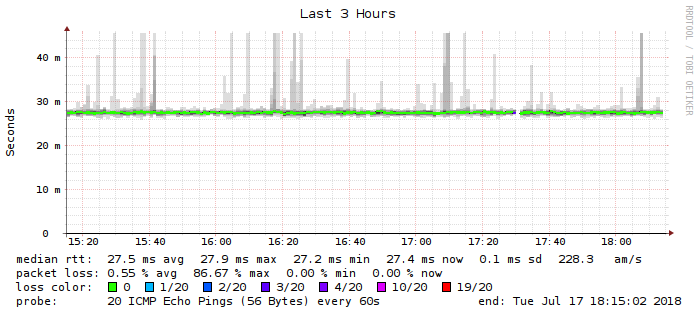 Last 3 Hours
RRDTOOL / TOBI OETIKER
Seconds
40 m
30 m
20 m
10 m
0
15:20 15:40 16:00 16:20 16:40 17:00 17:20 17:40 18:00
median rtt: 27.5 ms avg 27.9 ms max 27.2 ms min 27.4 ms now 0.1 ms sd 228.3 am/s
packet loss: 0.55 % avg 86.67 % max 0.00 % min 0.00 % now
loss color: 0 1/20 2/20 3/20 4/20 10/20 19/20
probe: 20 ICMP Echo Pings (56 Bytes) every 60s end: Tue Jul 17 18:15:02 2018